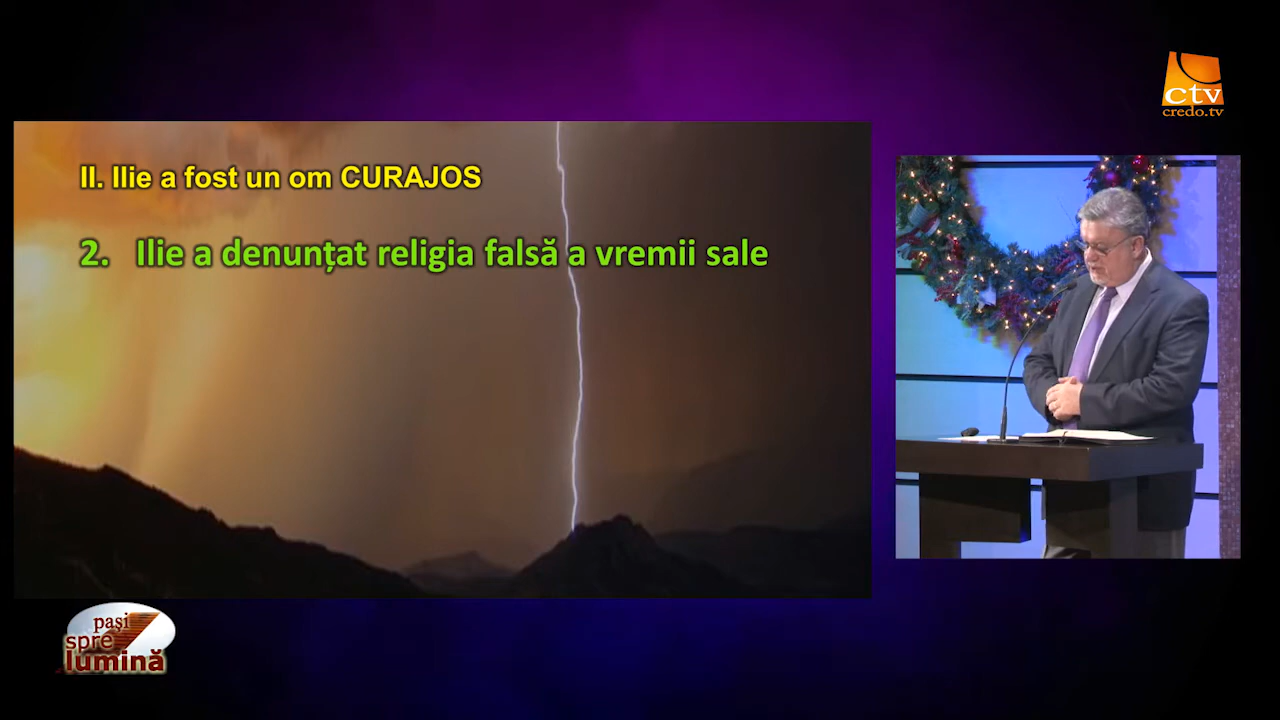 II. Ilie a fost un om CURAJOS
2. Ilie a denunțat religia falsă a vremii sale
ctv
credo.tv
pași
spre
lumină